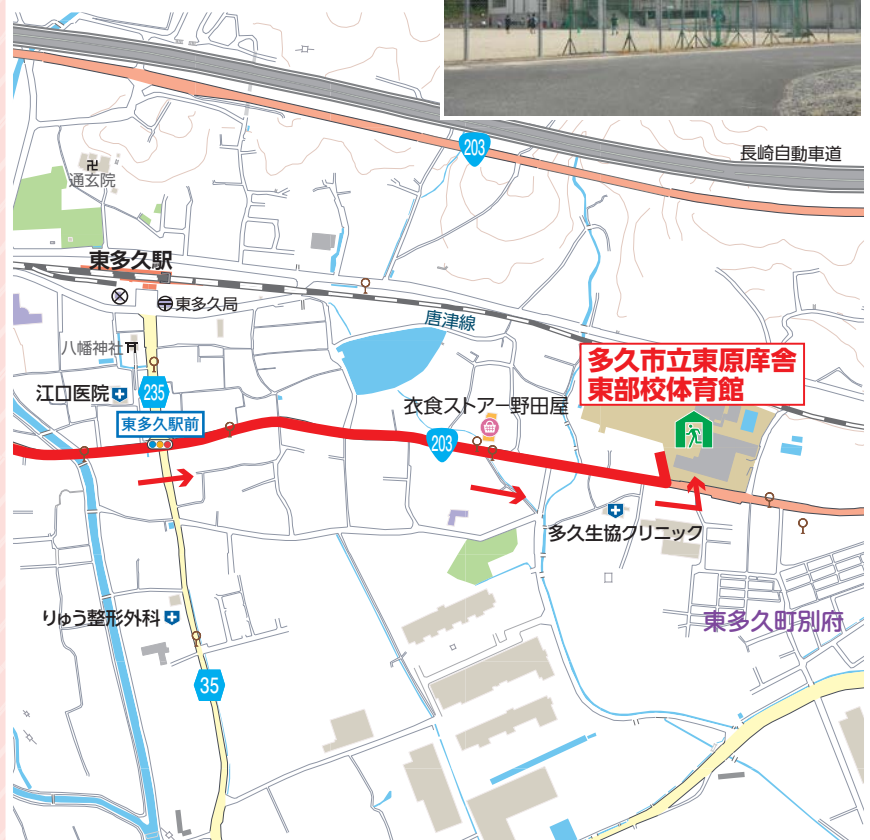 203
長崎自動車道
通玄院
東多久駅
東多久局
唐津線
八幡神社
多久市立東原庠舎
東部校体育館
江口医院
235
衣食ストアー野田屋
東多久駅前
203
多久生協クリニック
りゅう整形外科
東多久町別府
35